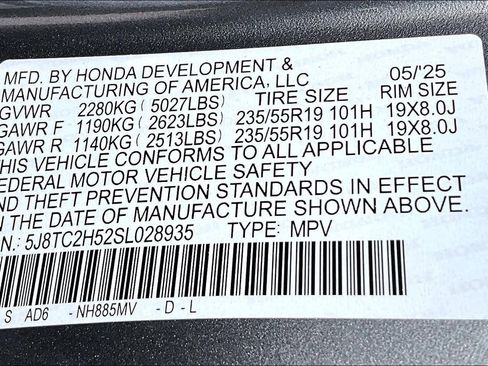 MFD. BY HONDA DEVELOPMENT & 05/'25
MANUFACTURING OF AMERICA, LLC
GVWR 2280KG (5027LBS) TIRE SIZE RIM SIZE
GAWR F 1190KG (2623LBS) 235/55R19 101H 19X8.0J
GAWR R 1140KG (2513LBS) 235/55R19 101H 19X8.0J
THIS VEHICLE CONFORMS TO ALL APPLICABLE
FEDERAL MOTOR VEHICLE SAFETY
AND THEFT PREVENTION STANDARDS IN EFFECT
ON THE DATE OF MANUFACTURE SHOWN ABOVE.
N. 5J8TC2H52SL028935 TYPE: MPV
S AD6 -NH885MV -D-L